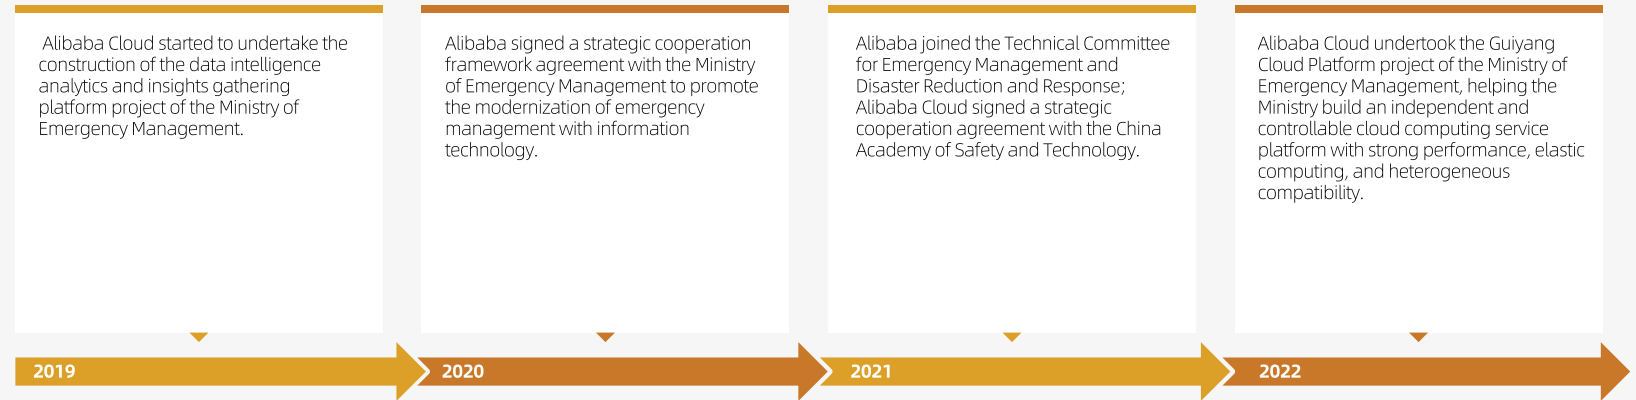 Alibaba Cloud started to undertake the
construction of the data intelligence
analytics and insights gathering
platform project of the Ministry of
Emergency Management.
2019
Alibaba signed a strategic cooperation
framework agreement with the Ministry
of Emergency Management to promote
the modernization of emergency
management with information
technology.
2020
Alibaba joined the Technical Committee
for Emergency Management and
Disaster Reduction and Response;
Alibaba Cloud signed a strategic
cooperation agreement with the China
Academy of Safety and Technology.
2021
Alibaba Cloud undertook the Guiyang
Cloud Platform project of the Ministry of
Emergency Management, helping the
Ministry build an independent and
controllable cloud computing service
platform with strong performance, elastic
computing, and heterogeneous
compatibility.
2022